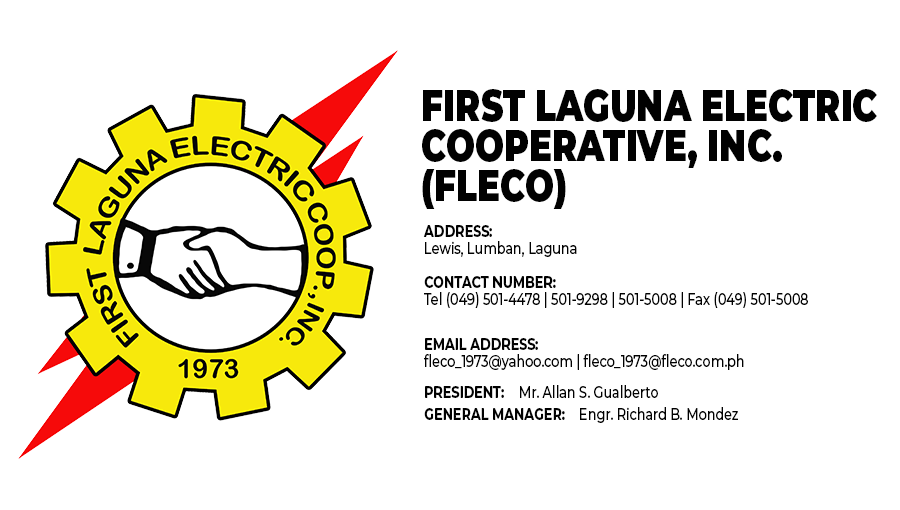 FIRST LAGUNA ELECTRIC COOP., INC.
1973
FIRST LAGUNA ELECTRIC
COOPERATIVE, INC.
(FLECO)
ADDRESS:
Lewis, Lumban, Laguna
CONTACT NUMBER:
Tel (049) 501-4478 | 501-9298 | 501-5008 | Fax (049) 501-5008
EMAIL ADDRESS:
fleco_1973@yahoo.com | fleco_1973@fleco.com.ph
PRESIDENT: Mr. Allan S. Gualberto
GENERAL MANAGER: Engr. Richard B. Mondez